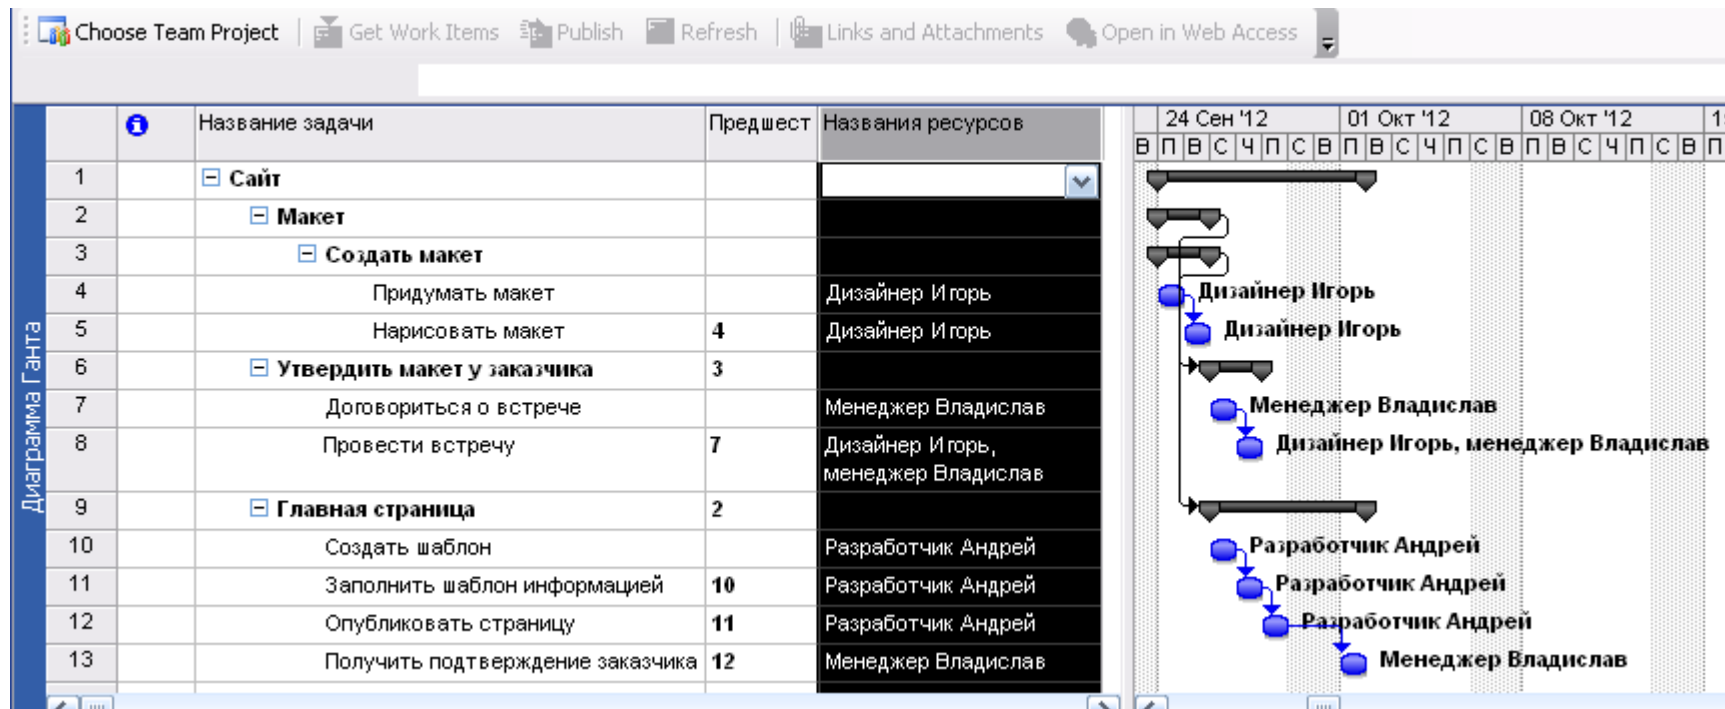 Choose Team Project Get Work Items Publish Refresh Links and Attachments Open in Web Access
Название задачи Предшест Названия ресурсов 24 Сен '12 01 Окт '12 08 Окт '12 1
В П В С Ч П С В П В С Ч П С В П В С Ч П С В П
1 Сайт
2 Макет
3 Создать макет
4 Придумать макет Дизайнер Игорь Дизайнер Игорь
5 Нарисовать макет 4 Дизайнер Игорь Дизайнер Игорь
6 Утвердить макет у заказчика 3
7 Договориться о встрече Менеджер Владислав Менеджер Владислав
8 Провести встречу 7 Дизайнер Игорь, Дизайнер Игорь, менеджер Владислав
менеджер Владислав
9 Главная страница 2
10 Создать шаблон Разработчик Андрей Разработчик Андрей
11 Заполнить шаблон информацией 10 Разработчик Андрей Разработчик Андрей
12 Опубликовать страницу 11 Разработчик Андрей Разработчик Андрей
13 Получить подтверждение заказчика 12 Менеджер Владислав Менеджер Владислав
Диаграмма Ганта